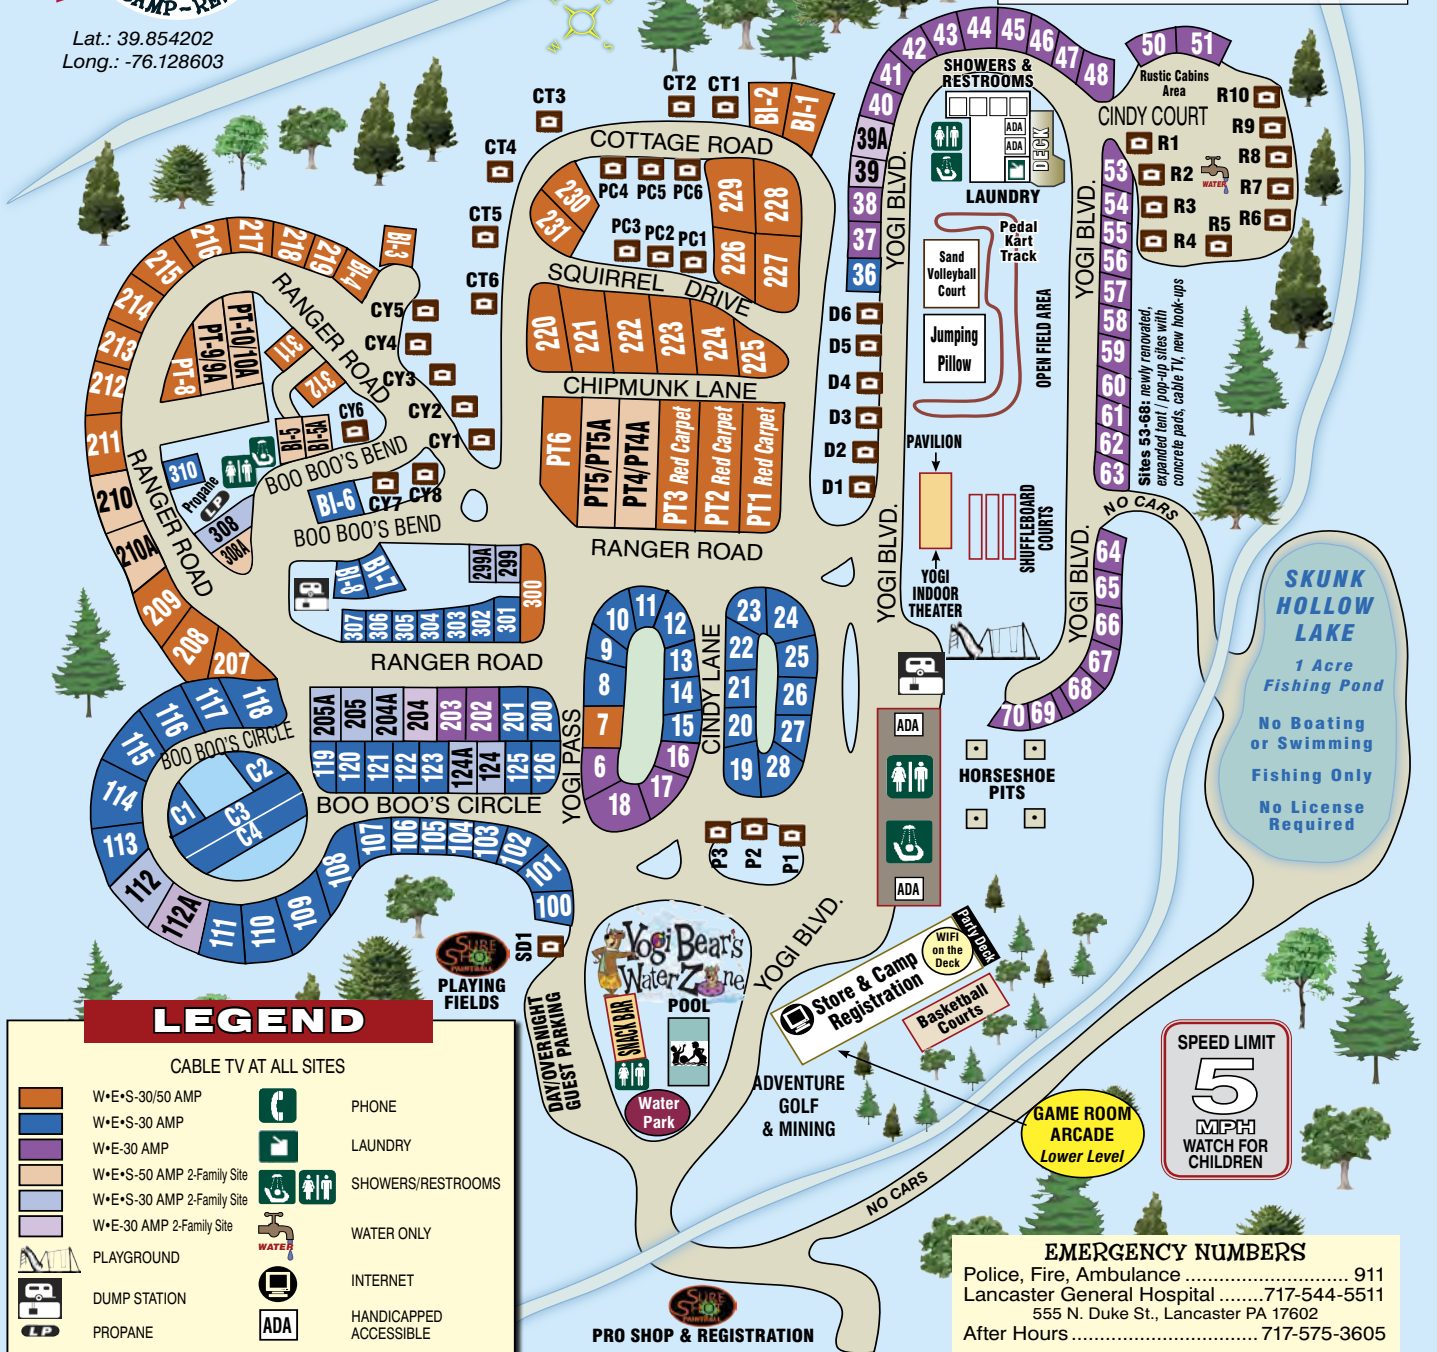 CAMP-RE
Lat.: 39.854202
Long.: -76.128603
W
S
CT3
CT2
CT1
BI-2
BI-1
CT4
COTTAGE ROAD
CT5
CT6
230
231
PC4
PC5
PC6
PC3
PC2
PC1
229
228
226
227
SQUIRREL DRIVE
220
221
222
223
224
225
CHIPMUNK LANE
PT6
PT5/PT5A
PT4/PT4A
PT3 Red Carpet
PT2 Red Carpet
PT1 Red Carpet
RANGER ROAD
41
42
43
44
45
46
47
48
40
39A
39
38
37
36
YOGI BLVD.
D6
D5
D4
D3
D2
D1
SHOWERS &
RESTROOMS
ADA
ADA
DECK
LAUNDRY
Pedal
Kart
Track
Sand
Volleyball
Court
Jumping
Pillow
OPEN FIELD AREA
PAVILION
YOGI
INDOOR
THEATER
SHUFFLEBOARD
COURTS
50
51
Rustic Cabins
Area
CINDY COURT
R10
R9
R8
R7
R6
R5
R1
R2
R3
R4
WATER
YOGI BLVD.
53
54
55
56
57
58
59
60
61
62
63
Sites 53-68: newly renovated,
expanded tent / pop-up sites with
concrete pads, cable TV, new hook-ups
NO CARS
YOGI BLVD.
YOGI BLVD.
64
65
66
67
68
69
70
217
218
219
BI-4
BI-3
216
215
214
213
212
211
210
210A
209
208
207
RANGER ROAD
PT-8
PT-9/9A
PT-10/10A
311
312
CY5
CY4
CY3
CY2
CY1
CY6
CY7
CY8
BI-5
BI-5A
BOO BOO'S BEND
BI-6
BOO BOO'S BEND
310
Propane
LP
308
308A
RANGER ROAD
BI-8
BI-7
299A
299
300
307
306
305
304
303
302
301
RANGER ROAD
205A
205
204A
204
203
202
201
200
119
120
121
122
123
124A
124
125
126
BOO BOO'S CIRCLE
118
117
116
115
114
113
112
112A
111
110
109
108
107
106
105
104
103
102
101
100
BOO BOO'S CIRCLE
C1
C2
C3
C4
YOGI PASS
10
11
12
9
13
8
14
7
15
6
16
17
18
CINDY LANE
23
24
22
25
21
26
20
27
19
28
P3
P2
P1
ADA
ADA
HORSESHOE
PITS
SKUNK
HOLLOW
LAKE
1 Acre
Fishing Pond
No Boating
or Swimming
Fishing Only
No License
Required
SD1
SURE
SHOT
PAINTBALL
PLAYING
FIELDS
DAY/OVERNIGHT
GUEST PARKING
Yogi Bear's
Water Zone
POOL
SNACK BAR
Water
Park
YOGI BLVD.
Store & Camp
Registration
WIFI
on the
Deck
Party Deck
Basketball
Courts
ADVENTURE
GOLF
& MINING
GAME ROOM
ARCADE
Lower Level
SPEED LIMIT
5
MPH
WATCH FOR
CHILDREN
NO CARS
LEGEND
CABLE TV AT ALL SITES
W•E•S-30/50 AMP
W•E•S-30 AMP
W•E-30 AMP
W•E•S-50 AMP 2-Family Site
W•E•S-30 AMP 2-Family Site
W•E-30 AMP 2-Family Site
PLAYGROUND
DUMP STATION
LP
PROPANE
PHONE
LAUNDRY
SHOWERS/RESTROOMS
WATER
WATER ONLY
INTERNET
ADA
HANDICAPPED
ACCESSIBLE
SURE
SHOT
PAINTBALL
PRO SHOP & REGISTRATION
EMERGENCY NUMBERS
Police, Fire, Ambulance ............................ 911
Lancaster General Hospital ........717-544-5511
555 N. Duke St., Lancaster PA 17602
After Hours ................................ 717-575-3605